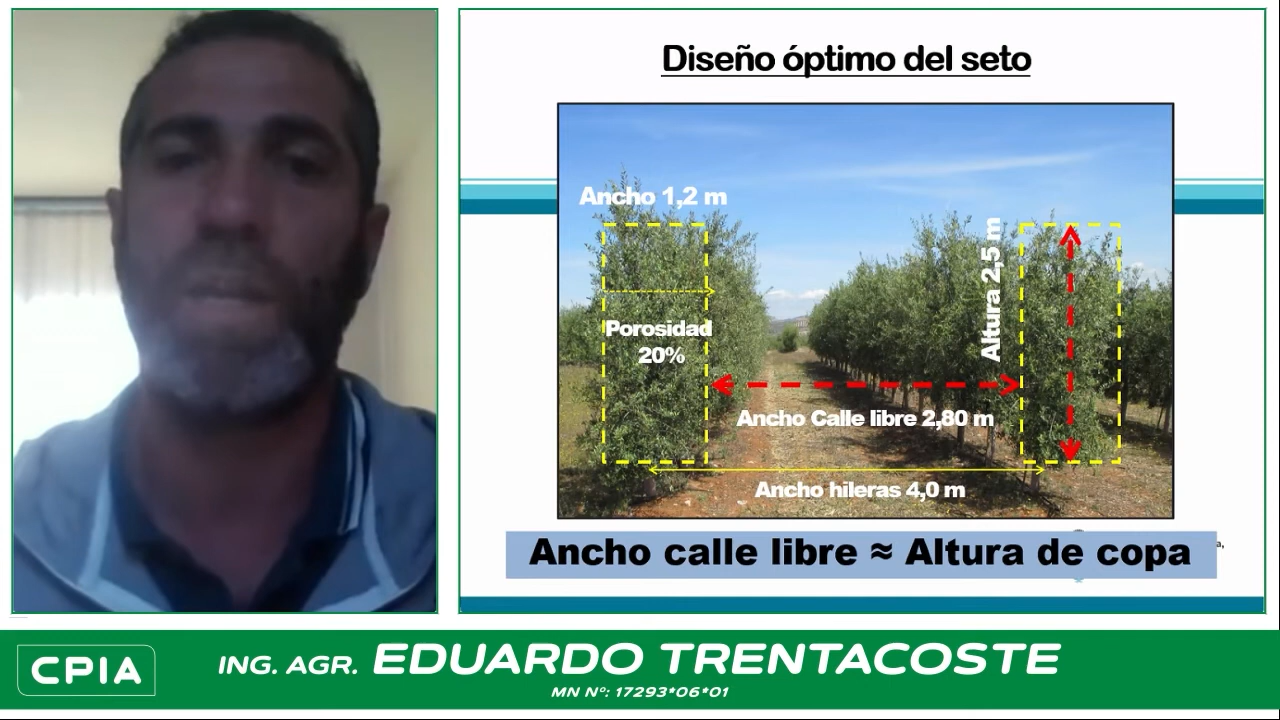 Diseño óptimo del seto
Ancho 1,2 m
Altura 2,5 m
Porosidad
20%
Ancho Calle libre 2,80 m
Ancho hileras 4,0 m
Ancho calle libre ≈ Altura de copa
a,
CPIA
ING. AGR. EDUARDO TRENTACOSTE
MN Nº: 17293*06*01